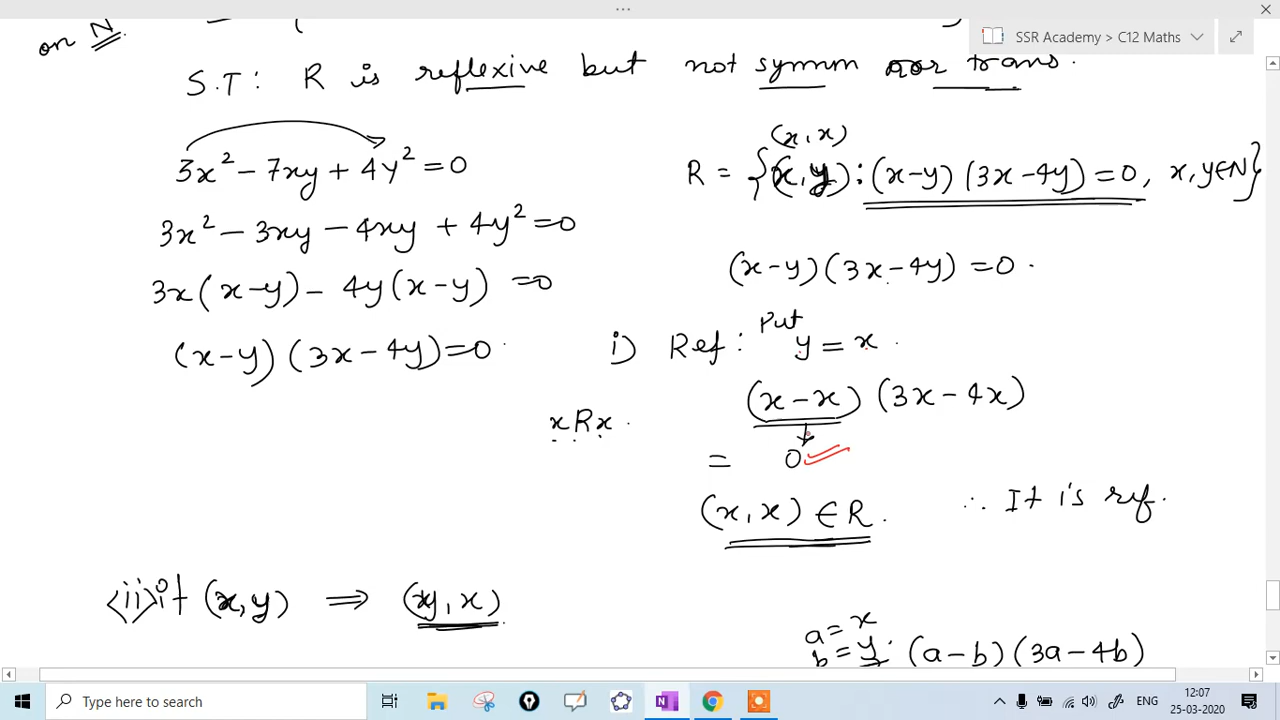 SSR Academy > C12 Maths
on N
S.T: R is reflexive but not symm nor trans.
3x² - 7xy + 4y² = 0
3x² - 3xy - 4xy + 4y² = 0
3x(x-y) - 4y(x-y) = 0
(x-y)(3x-4y)=0
(x,x)
R = {(x,y): (x-y)(3x-4y)=0, x,y∈N}
(x-y)(3x-4y)=0.
i) Ref: Put y = x.
(x-x)(3x-4x)
xRx.
= 0
(x,x) ∈ R. ∴ It is ref.
<ii> if (x,y) ⟹ (y,x)
a = x
b = y: (a-b)(3a-4b)
Type here to search
ENG
12:07
25-03-2020